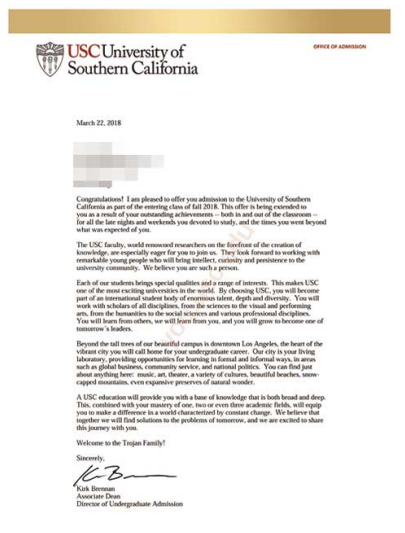 USC University of
Southern California
OFFICE OF ADMISSION
March 22, 2018
Congratulations! I am pleased to offer you admission to the University of Southern
California as part of the entering class of fall 2018. This offer is being extended to
you as a result of your outstanding achievements -- both in and out of the classroom --
for all the late nights and weekends you devoted to study, and the times you went beyond
what was expected of you.
The USC faculty, world renowned researchers on the forefront of the creation of
knowledge, are especially eager for you to join us. They look forward to working with
remarkable young people who will bring intellect, curiosity and persistence to the
university community. We believe you are such a person.
Each of our students brings special qualities and a range of interests. This makes USC
one of the most exciting universities in the world. By choosing USC, you will become
part of an international student body of enormous talent, depth and diversity. You will
work with scholars of all disciplines, from the sciences to the visual and performing
arts, from the humanities to the social sciences and various professional disciplines.
You will learn from others, we will learn from you, and you will grow to become one of
tomorrow's leaders.
Beyond the tall trees of our beautiful campus is downtown Los Angeles, the heart of the
vibrant city you will call home for your undergraduate career. Our city is your living
laboratory, providing opportunities for learning in formal and informal ways, in areas
such as global business, community service, and national politics. You can find just
about anything here: music, art, theater, a variety of cultures, beautiful beaches, snow-
capped mountains, even expansive preserves of natural wonder.
A USC education will provide you with a base of knowledge that is both broad and deep.
This, combined with your mastery of one, two or even three academic fields, will equip
you to make a difference in a world characterized by constant change. We believe that
together we will find solutions to the problems of tomorrow, and we are excited to share
this journey with you.
Welcome to the Trojan Family!
Sincerely,
Kirk Brennan
Associate Dean
Director of Undergraduate Admission